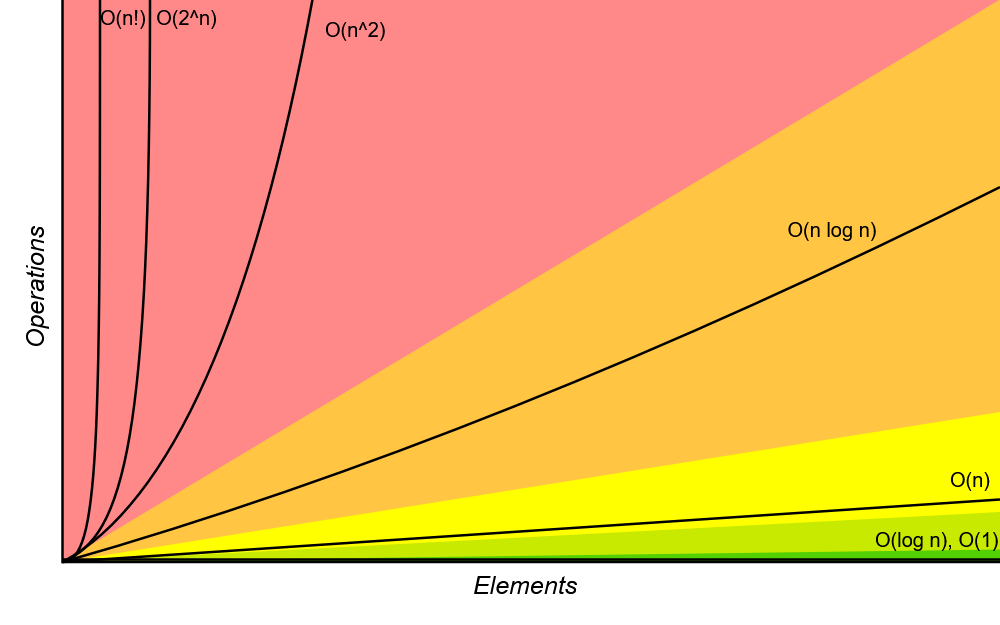 O(n!)
O(2^n)
O(n^2)
O(n log n)
O(n)
O(log n), O(1)
Operations
Elements